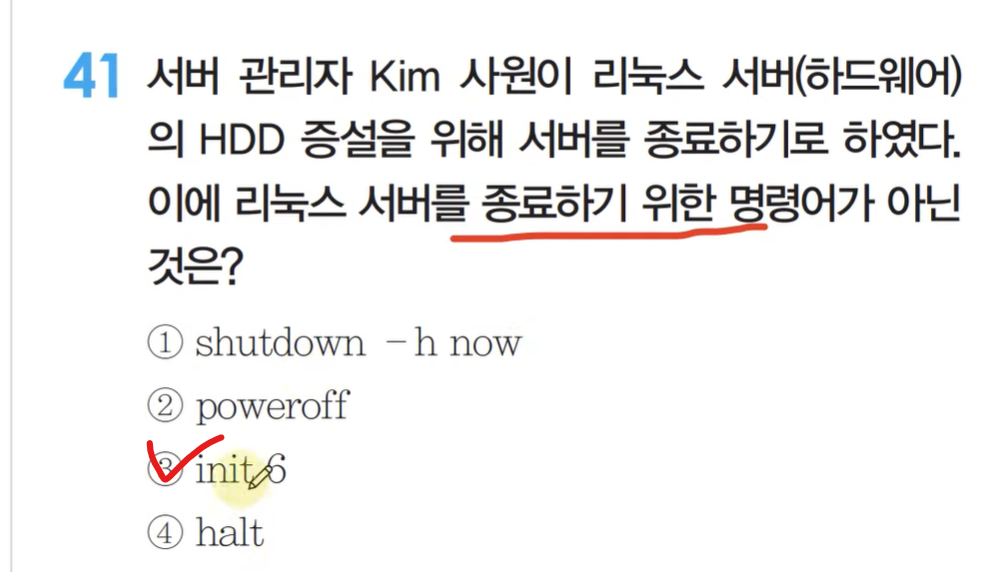 41 서버 관리자 Kim 사원이 리눅스 서버(하드웨어)
의 HDD 증설을 위해 서버를 종료하기로 하였다.
이에 리눅스 서버를 종료하기 위한 명령어가 아닌
것은?
① shutdown -h now
② poweroff
③ init 6
④ halt